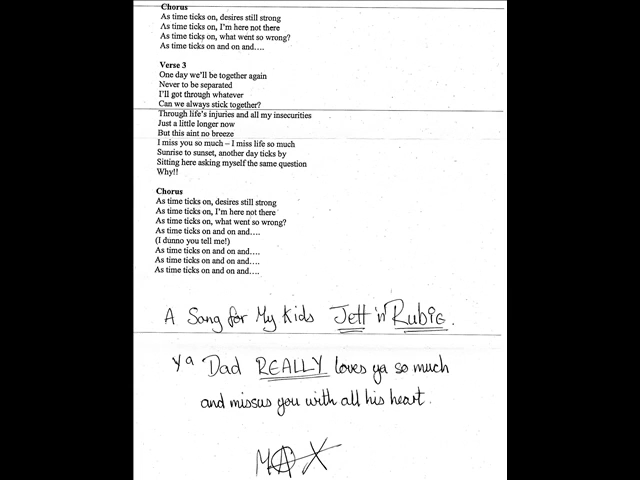 Chorus
As time ticks on, desires still strong
As time ticks on, I'm here not there
As time ticks on, what went so wrong?
As time ticks on and on and….
Verse 3
One day we'll be together again
Never to be separated
I'll got through whatever
Can we always stick together?
Through life's injuries and all my insecurities
Just a little longer now
But this aint no breeze
I miss you so much – I miss life so much
Sunrise to sunset, another day ticks by
Sitting here asking myself the same question
Why!!
Chorus
As time ticks on, desires still strong
As time ticks on, I'm here not there
As time ticks on, what went so wrong?
As time ticks on and on and….
(I dunno you tell me!)
As time ticks on and on and….
As time ticks on and on and….
As time ticks on and on and….
A Song for My Kids Jett 'n' Rubie.
Ya Dad REALLY loves ya so much
and missus you with all his heart.
MAX